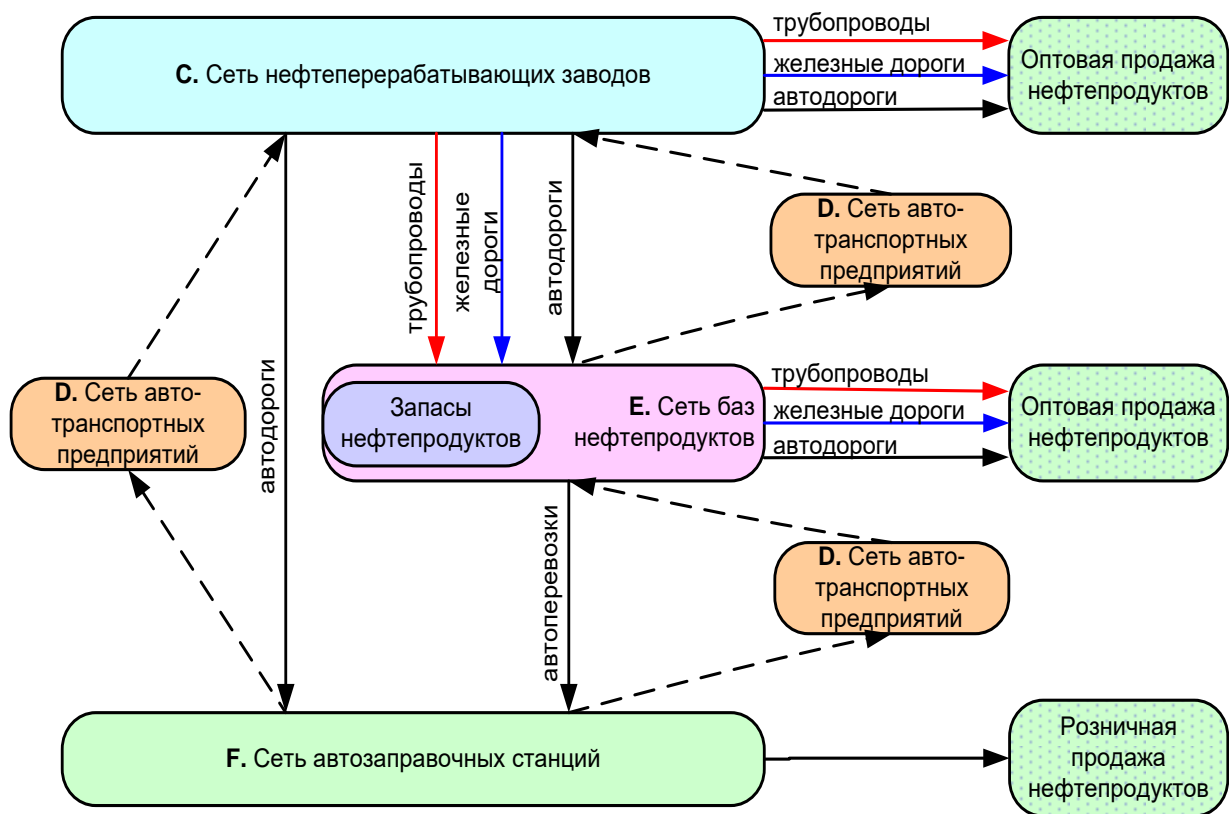 трубопроводы
C. Сеть нефтеперерабатывающих заводов
железные дороги
автодороги
Оптовая продажа
нефтепродуктов
трубопроводы
железные
дороги
автодороги
D. Сеть авто-
транспортных
предприятий
автодороги
D. Сеть авто-
транспортных
предприятий
Запасы
нефтепродуктов
E. Сеть баз
нефтепродуктов
трубопроводы
железные дороги
автодороги
Оптовая продажа
нефтепродуктов
автоперевозки
D. Сеть авто-
транспортных
предприятий
F. Сеть автозаправочных станций
Розничная
продажа
нефтепродуктов